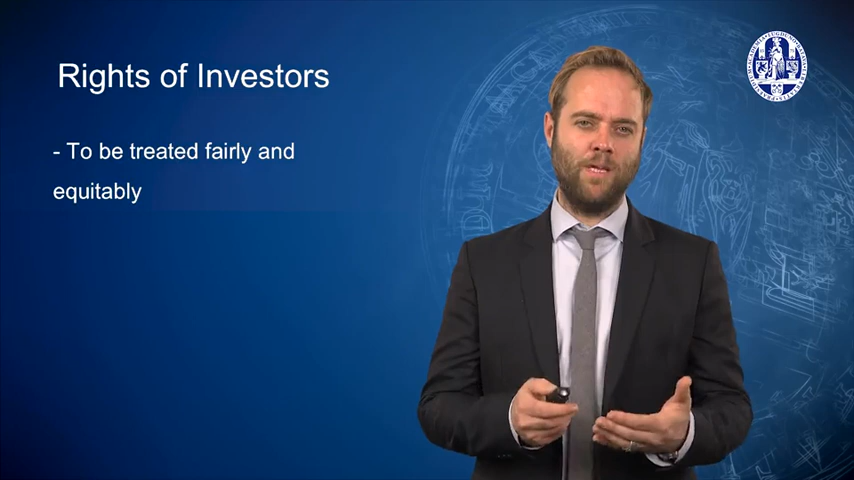 Rights of Investors
- To be treated fairly and
equitably